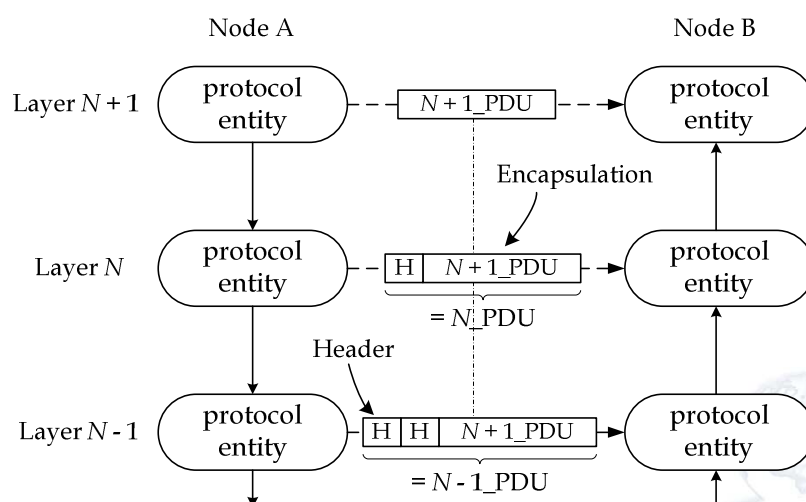 Node A
Node B
Layer N + 1
protocol
entity
N + 1_PDU
protocol
entity
Encapsulation
Layer N
protocol
entity
H
N + 1_PDU
protocol
entity
= N_PDU
Header
Layer N - 1
protocol
entity
H
H
N + 1_PDU
protocol
entity
= N - 1_PDU